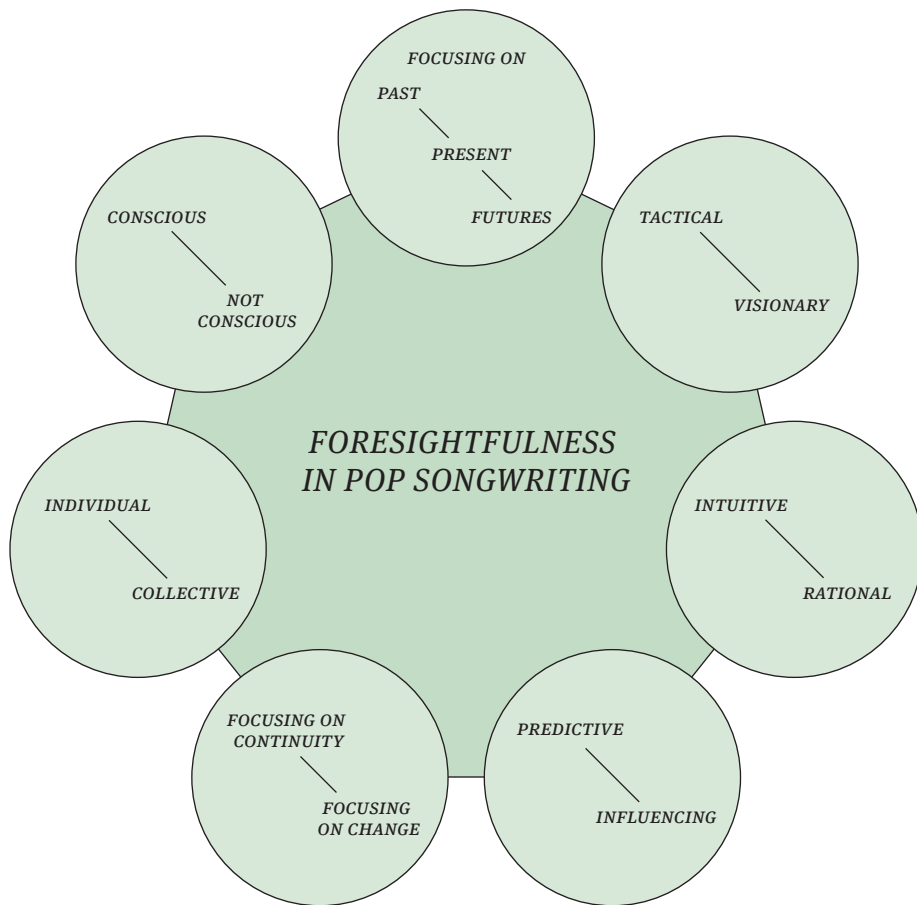 FOCUSING ON
PAST
PRESENT
FUTURES
TACTICAL
VISIONARY
INTUITIVE
RATIONAL
PREDICTIVE
INFLUENCING
FOCUSING ON
CONTINUITY
FOCUSING
ON CHANGE
INDIVIDUAL
COLLECTIVE
CONSCIOUS
NOT
CONSCIOUS
FORESIGHTFULNESS
IN POP SONGWRITING